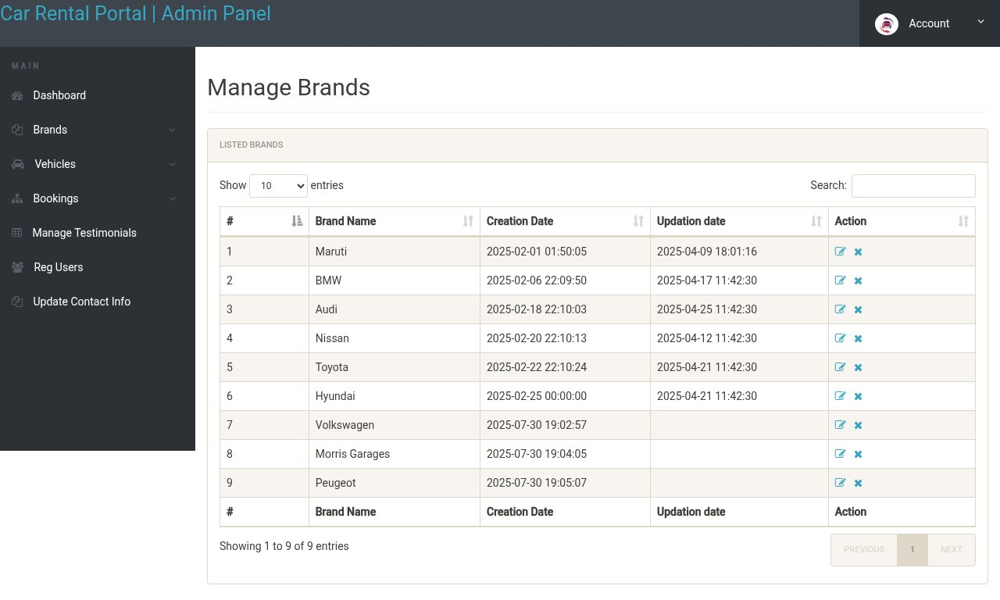 Car Rental Portal | Admin Panel
Account
MAIN
Dashboard
Brands
Vehicles
Bookings
Manage Testimonials
Reg Users
Update Contact Info
Manage Brands
LISTED BRANDS
Show 10 entries
Search:
# Brand Name Creation Date Updation date Action
1 Maruti 2025-02-01 01:50:05 2025-04-09 18:01:16
2 BMW 2025-02-06 22:09:50 2025-04-17 11:42:30
3 Audi 2025-02-18 22:10:03 2025-04-25 11:42:30
4 Nissan 2025-02-20 22:10:13 2025-04-12 11:42:30
5 Toyota 2025-02-22 22:10:24 2025-04-21 11:42:30
6 Hyundai 2025-02-25 00:00:00 2025-04-21 11:42:30
7 Volkswagen 2025-07-30 19:02:57
8 Morris Garages 2025-07-30 19:04:05
9 Peugeot 2025-07-30 19:05:07
# Brand Name Creation Date Updation date Action
Showing 1 to 9 of 9 entries
PREVIOUS 1 NEXT